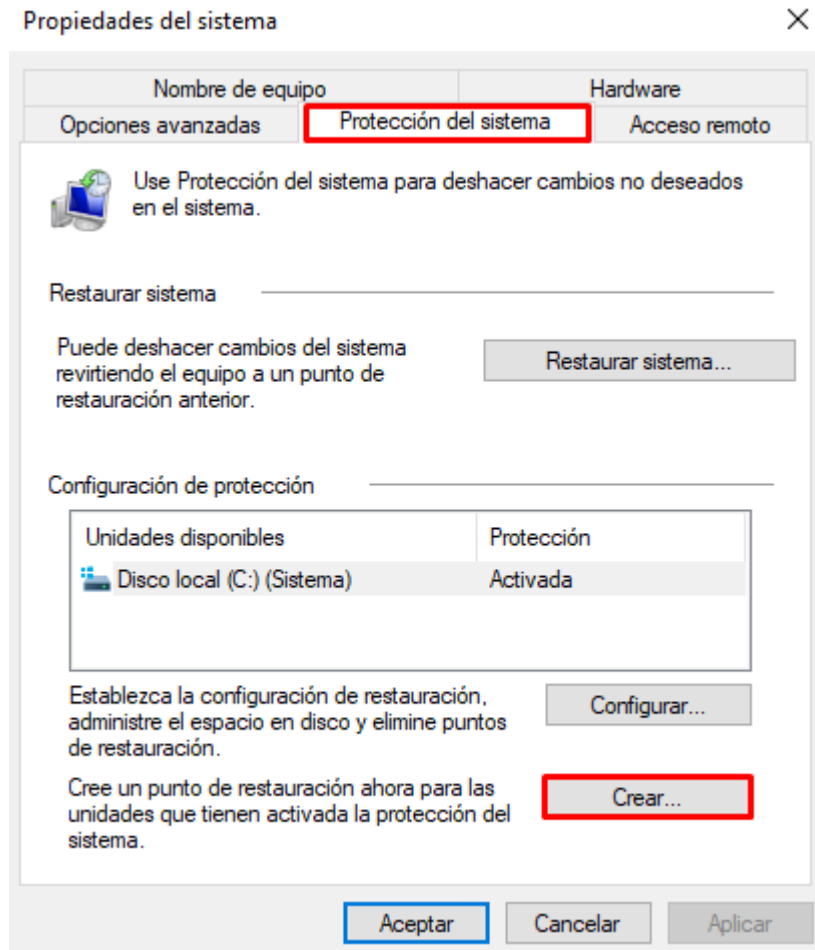 Propiedades del sistema
Nombre de equipo
Hardware
Opciones avanzadas
Protección del sistema
Acceso remoto
Use Protección del sistema para deshacer cambios no deseados
en el sistema.
Restaurar sistema
Puede deshacer cambios del sistema
revirtiendo el equipo a un punto de
restauración anterior.
Restaurar sistema...
Configuración de protección
Unidades disponibles
Protección
Disco local (C:) (Sistema)
Activada
Establezca la configuración de restauración,
administre el espacio en disco y elimine puntos
de restauración.
Configurar...
Cree un punto de restauración ahora para las
unidades que tienen activada la protección del
sistema.
Crear...
Aceptar
Cancelar
Aplicar